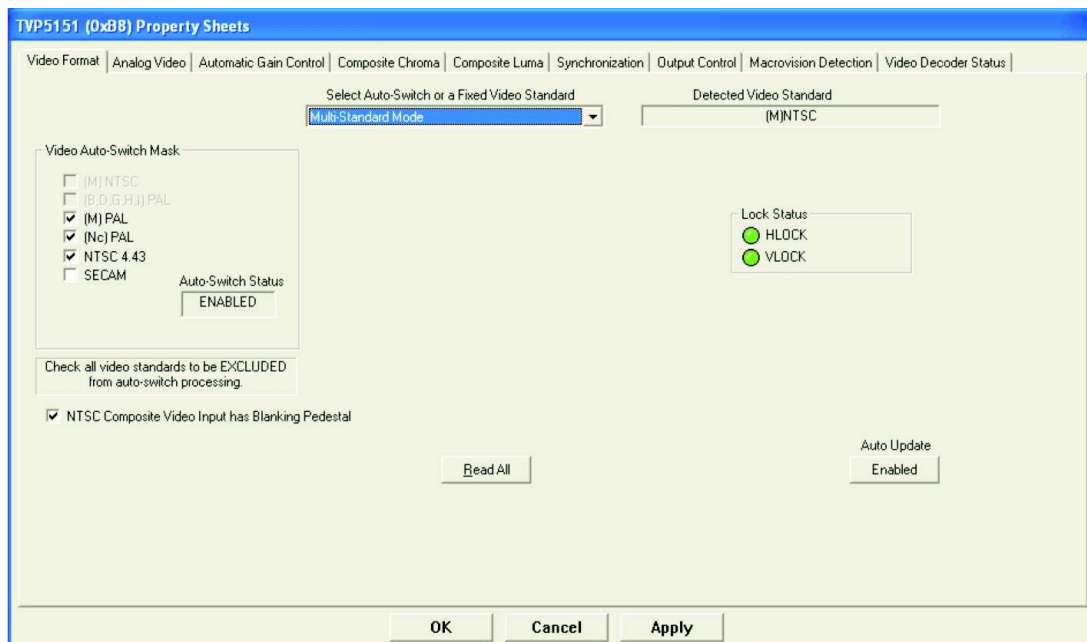 TVP5151 (0xB8) Property Sheets
Video Format Analog Video Automatic Gain Control Composite Chroma Composite Luma Synchronization Output Control Macrovision Detection Video Decoder Status
Select Auto-Switch or a Fixed Video Standard
Multi-Standard Mode
Detected Video Standard
(M)NTSC
Video Auto-Switch Mask
(M) NTSC
(B,D,G,H,I) PAL
(M) PAL
(Nc) PAL
NTSC 4.43
SECAM
Auto-Switch Status
ENABLED
Lock Status
HLOCK
VLOCK
Check all video standards to be EXCLUDED
from auto-switch processing.
NTSC Composite Video Input has Blanking Pedestal
Read All
Auto Update
Enabled
OK Cancel Apply